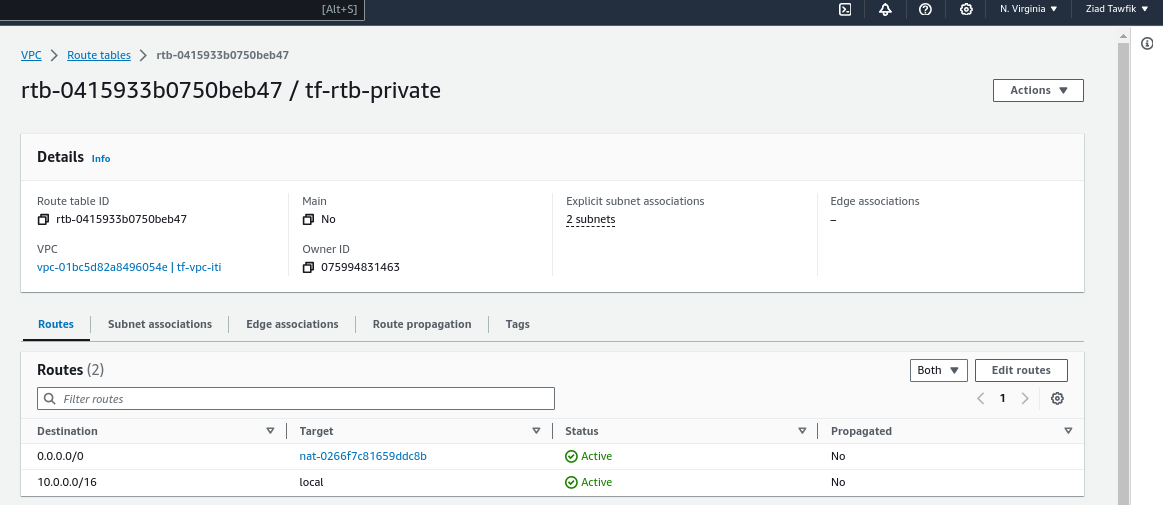 [Alt+S] N. Virginia Ziad Tawfik
VPC Route tables rtb-0415933b0750beb47
rtb-0415933b0750beb47 / tf-rtb-private
Actions
Details Info
Route table ID
rtb-0415933b0750beb47
Main
No
Explicit subnet associations
2 subnets
Edge associations
–
VPC
vpc-01bc5d82a8496054e | tf-vpc-iti
Owner ID
075994831463
Routes Subnet associations Edge associations Route propagation Tags
Routes (2)
Both Edit routes
Filter routes
1
Destination Target Status Propagated
0.0.0.0/0 nat-0266f7c81659ddc8b Active No
10.0.0.0/16 local Active No